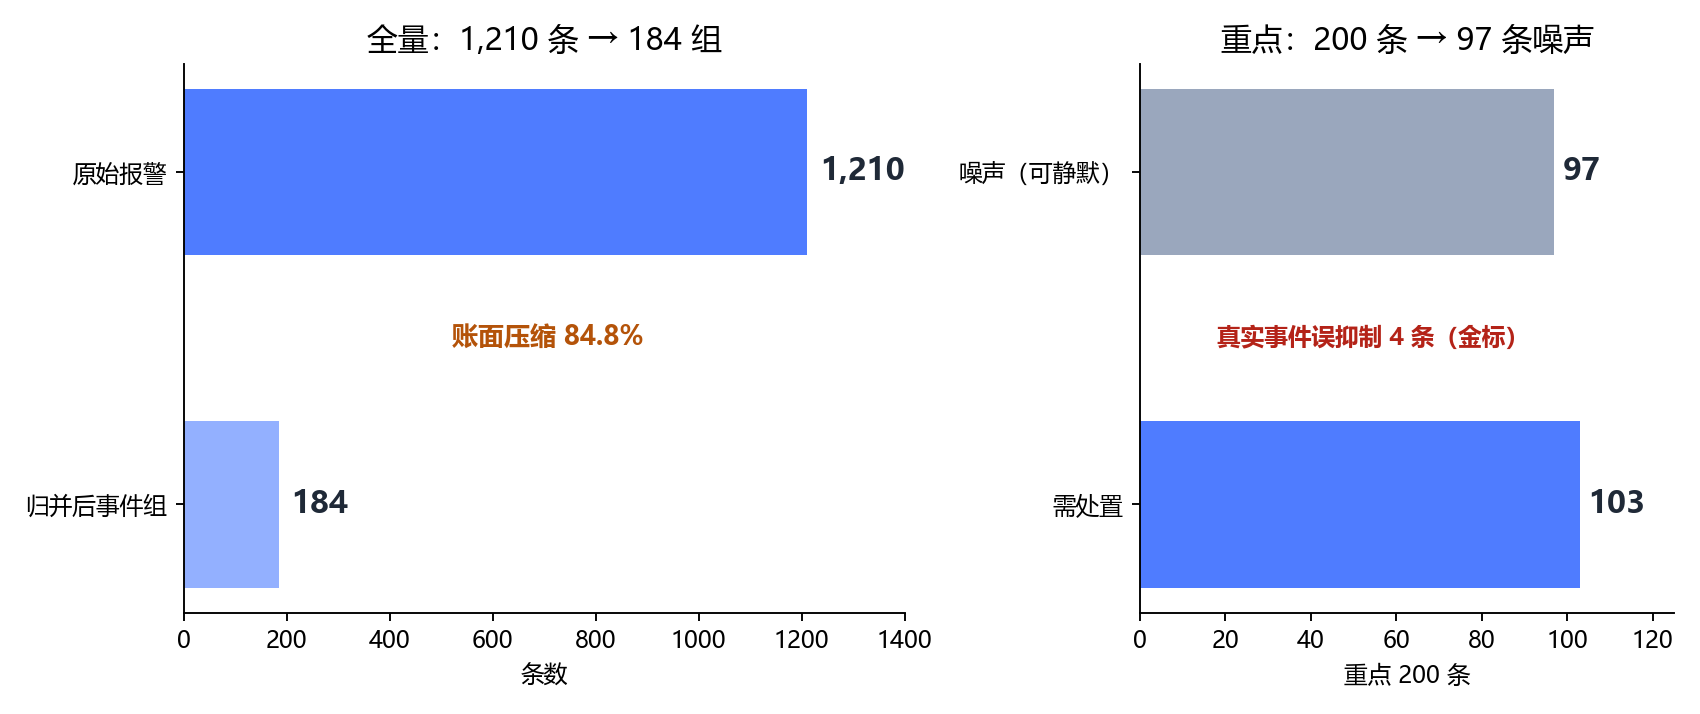 全量：1,210 条 → 184 组
原始报警
1,210
账面压缩 84.8%
归并后事件组
184
0 200 400 600 800 1000 1200 1400
条数
重点：200 条 → 97 条噪声
噪声（可静默）
97
真实事件误抑制 4 条（金标）
需处置
103
0 20 40 60 80 100 120
重点 200 条